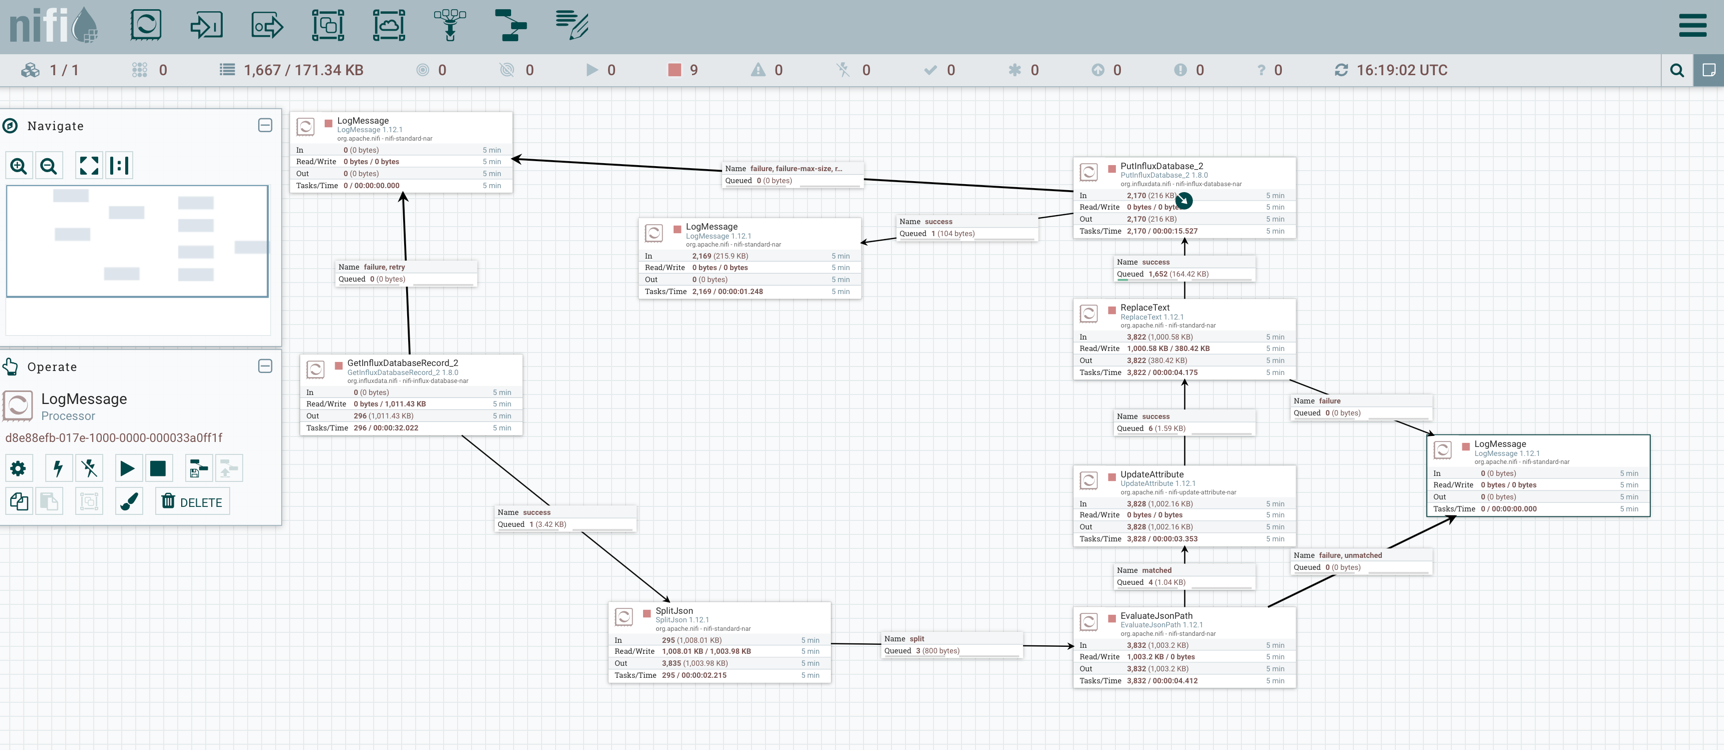 nifi
1 / 1
0
1,667 / 171.34 KB
0
0
0
9
0
0
0
0
0
0
? 0
16:19:02 UTC
Navigate
Operate
LogMessage
Processor
d8e88efb-017e-1000-0000-000033a0ff1f
DELETE
LogMessage
LogMessage 1.12.1
org.apache.nifi - nifi-standard-nar
In 0 (0 bytes) 5 min
Read/Write 0 bytes / 0 bytes 5 min
Out 0 (0 bytes) 5 min
Tasks/Time 0 / 00:00:00.000 5 min
Name failure, failure-max-size, r...
Queued 0 (0 bytes)
PutInfluxDatabase_2
PutInfluxDatabase_2 1.8.0
org.influxdata.nifi - nifi-influx-database-nar
In 2,170 (216 KB) 5 min
Read/Write 0 bytes / 0 bytes 5 min
Out 2,170 (216 KB) 5 min
Tasks/Time 2,170 / 00:00:15.527 5 min
Name success
Queued 1 (104 bytes)
LogMessage
LogMessage 1.12.1
org.apache.nifi - nifi-standard-nar
In 2,169 (215.9 KB) 5 min
Read/Write 0 bytes / 0 bytes 5 min
Out 0 (0 bytes) 5 min
Tasks/Time 2,169 / 00:00:01.248 5 min
Name failure, retry
Queued 0 (0 bytes)
Name success
Queued 1,652 (164.42 KB)
ReplaceText
ReplaceText 1.12.1
org.apache.nifi - nifi-standard-nar
In 3,822 (1,000.58 KB) 5 min
Read/Write 1,000.58 KB / 380.42 KB 5 min
Out 3,822 (380.42 KB) 5 min
Tasks/Time 3,822 / 00:00:04.175 5 min
GetInfluxDatabaseRecord_2
GetInfluxDatabaseRecord_2 1.8.0
org.influxdata.nifi - nifi-influx-database-nar
In 0 (0 bytes) 5 min
Read/Write 0 bytes / 1,011.43 KB 5 min
Out 296 (1,011.43 KB) 5 min
Tasks/Time 296 / 00:00:32.022 5 min
Name failure
Queued 0 (0 bytes)
Name success
Queued 6 (1.59 KB)
LogMessage
LogMessage 1.12.1
org.apache.nifi - nifi-standard-nar
In 0 (0 bytes) 5 min
Read/Write 0 bytes / 0 bytes 5 min
Out 0 (0 bytes) 5 min
Tasks/Time 0 / 00:00:00.000 5 min
UpdateAttribute
UpdateAttribute 1.12.1
org.apache.nifi - nifi-update-attribute-nar
In 3,828 (1,002.16 KB) 5 min
Read/Write 0 bytes / 0 bytes 5 min
Out 3,828 (1,002.16 KB) 5 min
Tasks/Time 3,828 / 00:00:03.353 5 min
Name success
Queued 1 (3.42 KB)
Name failure, unmatched
Queued 0 (0 bytes)
Name matched
Queued 4 (1.04 KB)
SplitJson
SplitJson 1.12.1
org.apache.nifi - nifi-standard-nar
In 295 (1,008.01 KB) 5 min
Read/Write 1,008.01 KB / 1,003.98 KB 5 min
Out 3,835 (1,003.98 KB) 5 min
Tasks/Time 295 / 00:00:02.215 5 min
Name split
Queued 3 (800 bytes)
EvaluateJsonPath
EvaluateJsonPath 1.12.1
org.apache.nifi - nifi-standard-nar
In 3,832 (1,003.2 KB) 5 min
Read/Write 1,003.2 KB / 0 bytes 5 min
Out 3,832 (1,003.2 KB) 5 min
Tasks/Time 3,832 / 00:00:04.412 5 min